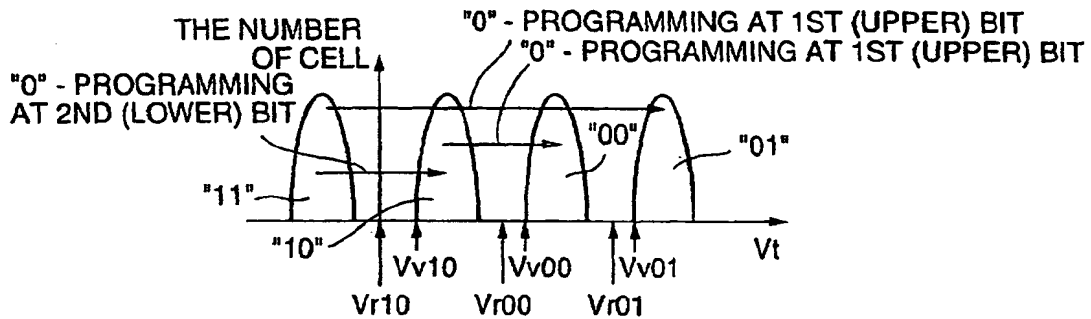 "0" - PROGRAMMING AT 1ST (UPPER) BIT
THE NUMBER
OF CELL
"0" - PROGRAMMING AT 1ST (UPPER) BIT
"0" - PROGRAMMING
AT 2ND (LOWER) BIT
"00"
"01"
"11"
"10"
Vv10
Vv00
Vv01
Vt
Vr10
Vr00
Vr01